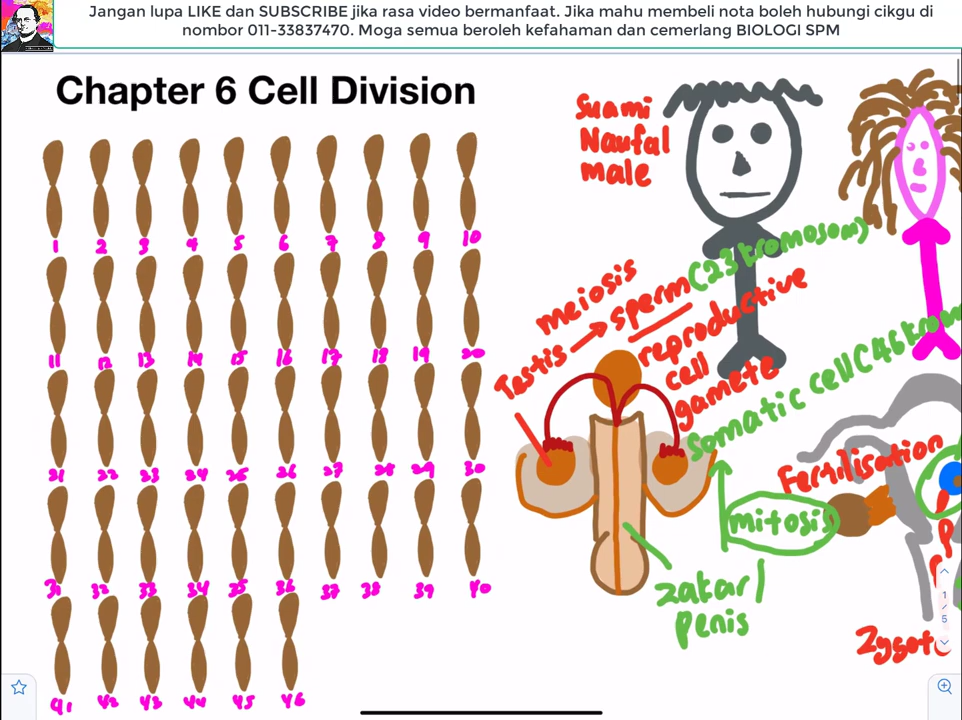 Jangan lupa LIKE dan SUBSCRIBE jika rasa video bermanfaat. Jika mahu membeli nota boleh hubungi cikgu di
nombor 011-33837470. Moga semua beroleh kefahaman dan cemerlang BIOLOGI SPM
Chapter 6 Cell Division
1 2 3 4 5 6 7 8 9 10
11 12 13 14 15 16 17 18 19 20
21 22 23 24 25 26 27 28 29 30
31 32 33 34 35 36 37 38 39 40
41 42 43 44 45 46
Suami
Naufal
male
meiosis
Testis → sperm (23 kromosom)
reproductive
cell
gamete
Somatic cell (46 krom
Fertilisation
mitosis
zakar /
penis
Zygot
1
/
5